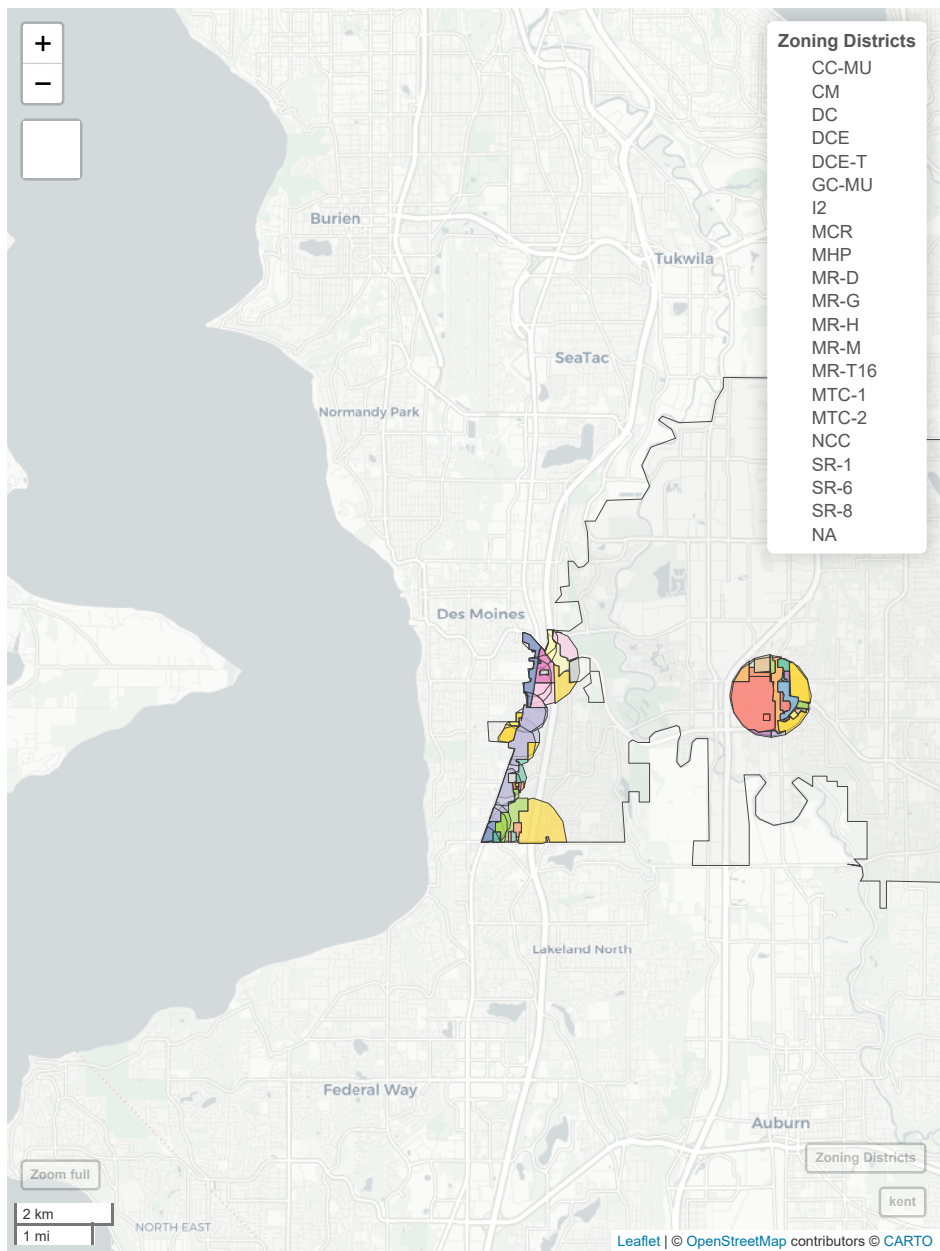 +
−
Zoning Districts
CC-MU
CM
DC
DCE
DCE-T
GC-MU
I2
MCR
MHP
MR-D
MR-G
MR-H
MR-M
MR-T16
MTC-1
MTC-2
NCC
SR-1
SR-6
SR-8
NA
Burien
Tukwila
SeaTac
Normandy Park
Des Moines
Lakeland North
Federal Way
Auburn
Zoning Districts
Zoom full
kent
2 km
1 mi
NORTH EAST
Leaflet | © OpenStreetMap contributors © CARTO